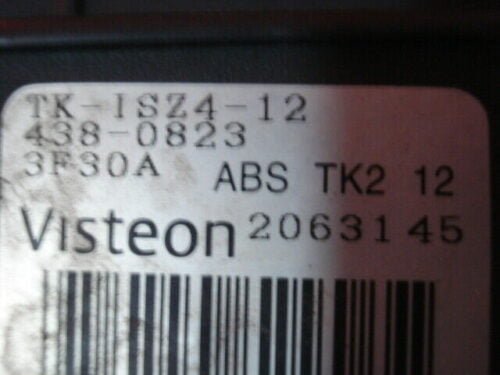 TK-ISZ4-12
438-0823
3F30A ABS TK2 12
Visteon 2063145